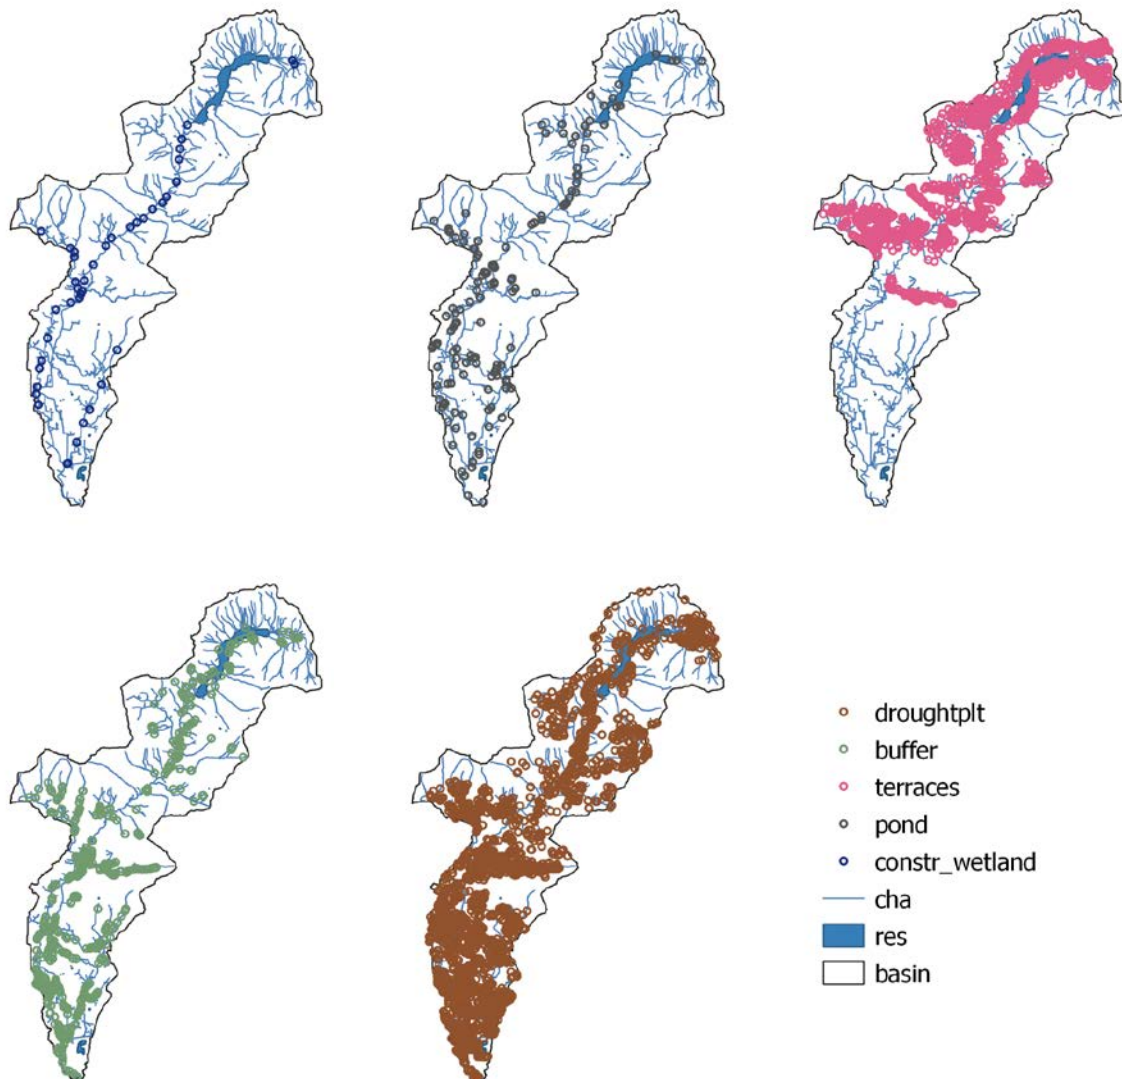 droughtplt
buffer
terraces
pond
constr_wetland
cha
res
basin